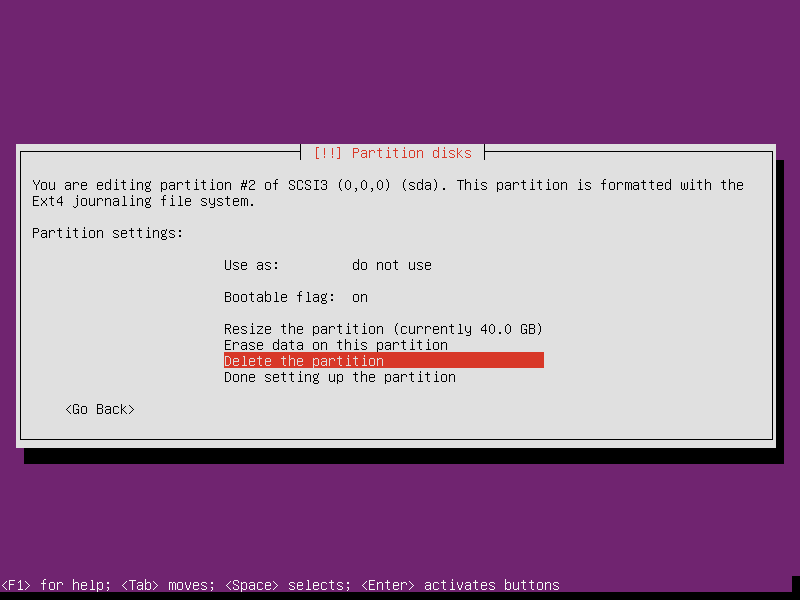 [!!] Partition disks
You are editing partition #2 of SCSI3 (0,0,0) (sda). This partition is formatted with the
Ext4 journaling file system.
Partition settings:
Use as: do not use
Bootable flag: on
Resize the partition (currently 40.0 GB)
Erase data on this partition
Delete the partition
Done setting up the partition
<Go Back>
<F1> for help; <Tab> moves; <Space> selects; <Enter> activates buttons